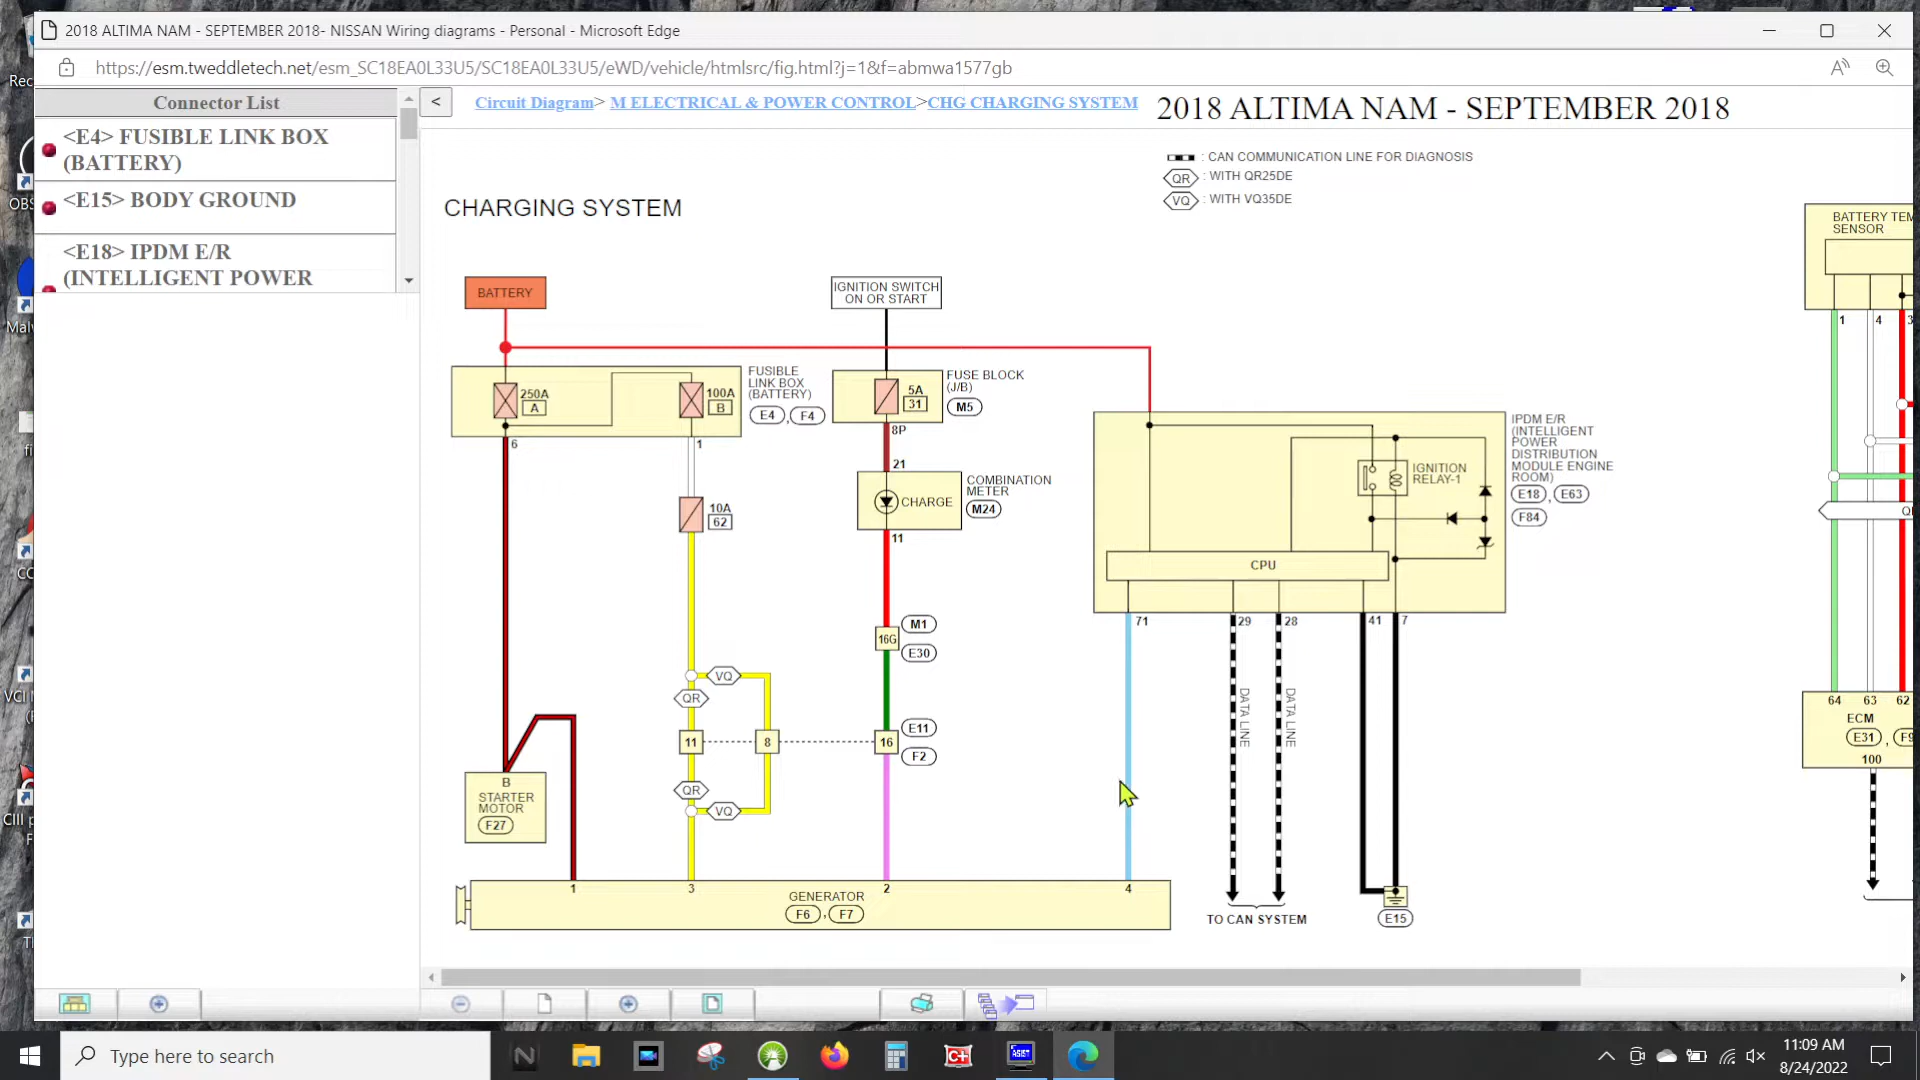 2018 ALTIMA NAM - SEPTEMBER 2018- NISSAN Wiring diagrams - Personal - Microsoft Edge
https://esm.tweddletech.net/esm_SC18EA0L33U5/SC18EA0L33U5/eWD/vehicle/htmlsrc/fig.html?j=1&f=abmwa1577gb
Connector List
<E4> FUSIBLE LINK BOX
(BATTERY)
<E15> BODY GROUND
<E18> IPDM E/R
(INTELLIGENT POWER
<
Circuit Diagram> M ELECTRICAL & POWER CONTROL>CHG CHARGING SYSTEM
2018 ALTIMA NAM - SEPTEMBER 2018
: CAN COMMUNICATION LINE FOR DIAGNOSIS
QR : WITH QR25DE
VQ : WITH VQ35DE
CHARGING SYSTEM
BATTERY
IGNITION SWITCH
ON OR START
250A
A
100A
B
FUSIBLE
LINK BOX
(BATTERY)
E4 , F4
5A
31
FUSE BLOCK
(J/B)
M5
6
1
8P
21
10A
62
CHARGE
COMBINATION
METER
M24
11
M1
16G
E30
VQ
QR
11
8
16
E11
F2
QR
VQ
B
STARTER
MOTOR
F27
1
3
2
4
GENERATOR
F6 , F7
IGNITION
RELAY-1
CPU
IPDM E/R
(INTELLIGENT
POWER
DISTRIBUTION
MODULE ENGINE
ROOM)
E18 , E63
F84
71
29
28
41
7
DATA LINE
DATA LINE
TO CAN SYSTEM
E15
BATTERY TEM
SENSOR
1
4
3
64
63
62
ECM
E31 , F9
100
Type here to search
11:09 AM
8/24/2022